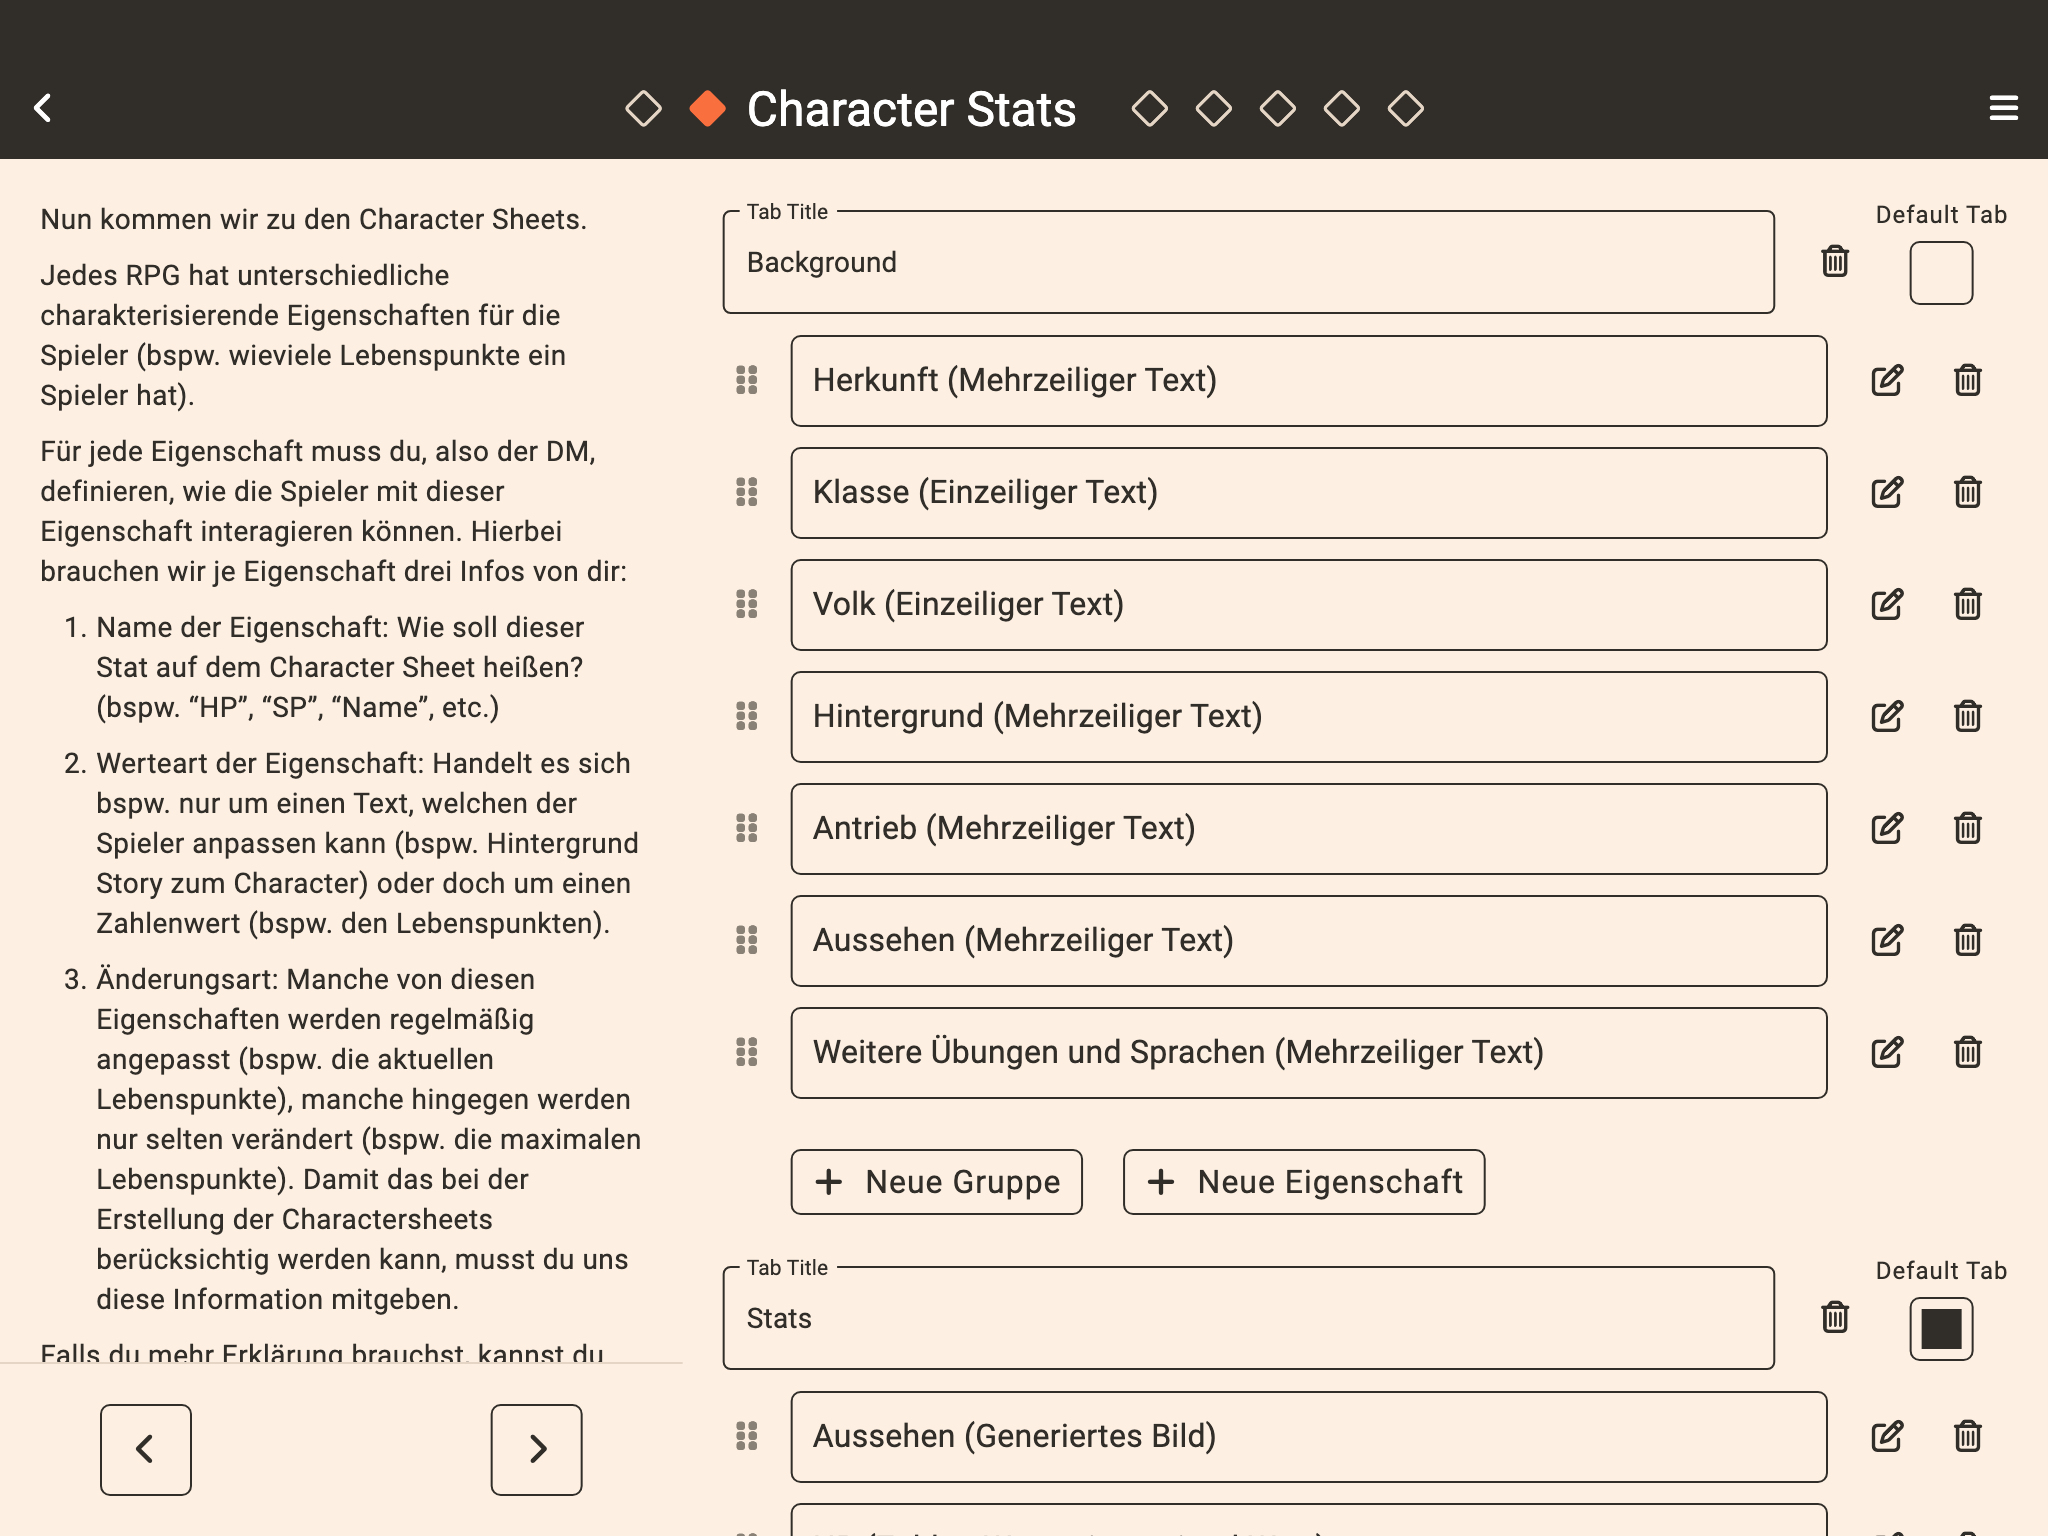 Character Stats
Nun kommen wir zu den Character Sheets.
Jedes RPG hat unterschiedliche
charakterisierende Eigenschaften für die
Spieler (bspw. wieviele Lebenspunkte ein
Spieler hat).
Für jede Eigenschaft muss du, also der DM,
definieren, wie die Spieler mit dieser
Eigenschaft interagieren können. Hierbei
brauchen wir je Eigenschaft drei Infos von dir:
1. Name der Eigenschaft: Wie soll dieser
Stat auf dem Character Sheet heißen?
(bspw. “HP”, “SP”, “Name”, etc.)
2. Werteart der Eigenschaft: Handelt es sich
bspw. nur um einen Text, welchen der
Spieler anpassen kann (bspw. Hintergrund
Story zum Character) oder doch um einen
Zahlenwert (bspw. den Lebenspunkten).
3. Änderungsart: Manche von diesen
Eigenschaften werden regelmäßig
angepasst (bspw. die aktuellen
Lebenspunkte), manche hingegen werden
nur selten verändert (bspw. die maximalen
Lebenspunkte). Damit das bei der
Erstellung der Charactersheets
berücksichtig werden kann, musst du uns
diese Information mitgeben.
Falls du mehr Erklärung brauchst, kannst du
Tab Title
Background
Default Tab
Herkunft (Mehrzeiliger Text)
Klasse (Einzeiliger Text)
Volk (Einzeiliger Text)
Hintergrund (Mehrzeiliger Text)
Antrieb (Mehrzeiliger Text)
Aussehen (Mehrzeiliger Text)
Weitere Übungen und Sprachen (Mehrzeiliger Text)
+ Neue Gruppe
+ Neue Eigenschaft
Tab Title
Stats
Default Tab
Aussehen (Generiertes Bild)